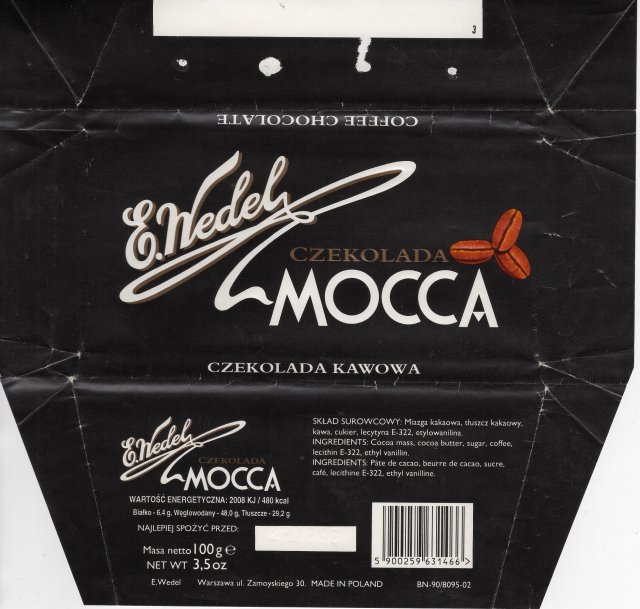 3
COFFEE CHOCOLATE
E.Wedel
CZEKOLADA
MOCCA
CZEKOLADA KAWOWA
E.Wedel
CZEKOLADA
MOCCA
WARTOŚĆ ENERGETYCZNA: 2008 KJ / 480 kcal
Białko - 6,4 g, Węglowodany - 48,0 g, Tłuszcze - 29,2 g
NAJLEPIEJ SPOŻYĆ PRZED:
Masa netto 100 g e
NET WT 3,5 oz
SKŁAD SUROWCOWY: Miazga kakaowa, tłuszcz kakaowy,
kawa, cukier, lecytyna E-322, etylowanilina.
INGREDIENTS: Cocoa mass, cocoa butter, sugar, coffee,
lecithin E-322, ethyl vanillin.
INGREDIENTS: Pâte de cacao, beurre de cacao, sucre,
café, lecithine E-322, ethyl vanilline.
5 900259 631466 >
E.Wedel Warszawa ul. Zamoyskiego 30. MADE IN POLAND BN-90/8095-02